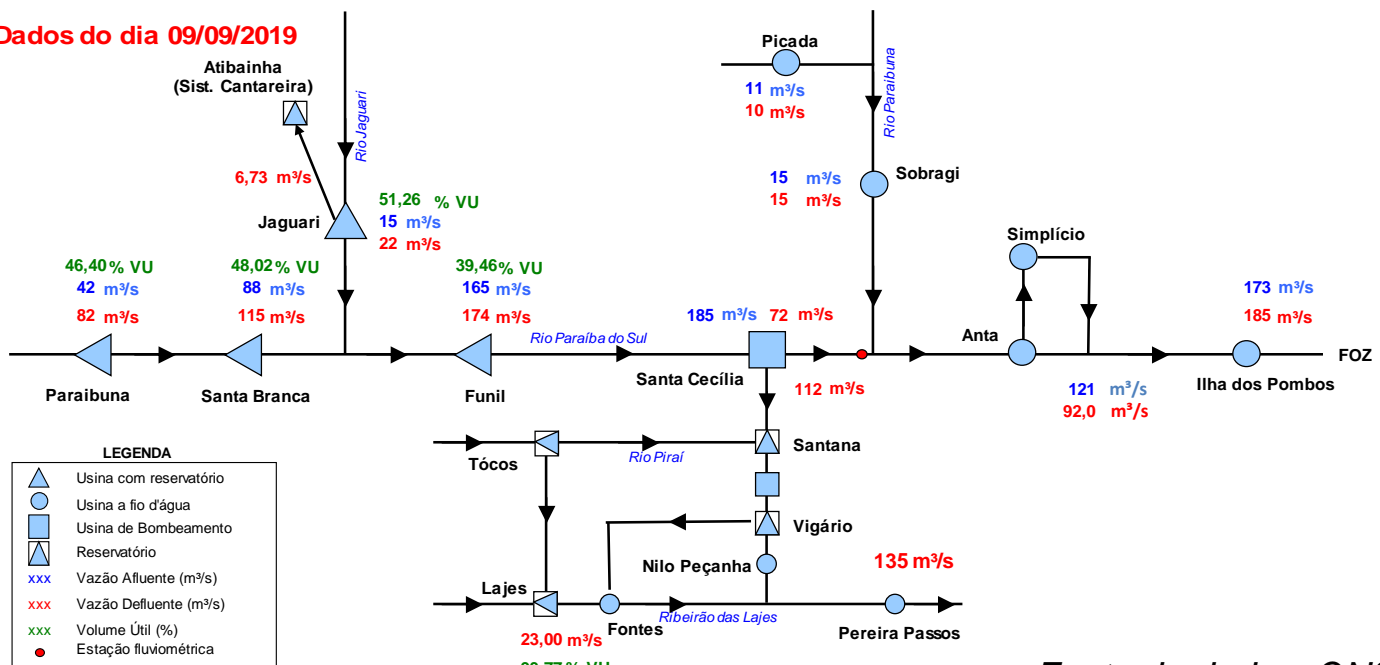 Dados do dia 09/09/2019
Atibainha
(Sist. Cantareira)
Rio Jaguari
6,73 m³/s
Jaguari
51,26 % VU
15 m³/s
22 m³/s
Picada
11 m³/s
10 m³/s
Rio Paraibuna
15 m³/s
15 m³/s
Sobragi
46,40% VU
42 m³/s
82 m³/s
Paraibuna
48,02% VU
88 m³/s
115 m³/s
Santa Branca
39,46% VU
165 m³/s
174 m³/s
Funil
Rio Paraíba do Sul
185 m³/s 72 m³/s
Santa Cecília
112 m³/s
Simplício
Anta
121 m³/s
92,0 m³/s
173 m³/s
185 m³/s
Ilha dos Pombos
FOZ
Tócos
Rio Piraí
Santana
Vigário
Nilo Peçanha
135 m³/s
Lajes
Fontes
Ribeirão das Lajes
Pereira Passos
23,00 m³/s
LEGENDA
Usina com reservatório
Usina a fio d'água
Usina de Bombeamento
Reservatório
xxx Vazão Afluente (m³/s)
xxx Vazão Defluente (m³/s)
xxx Volume Útil (%)
Estação fluviométrica